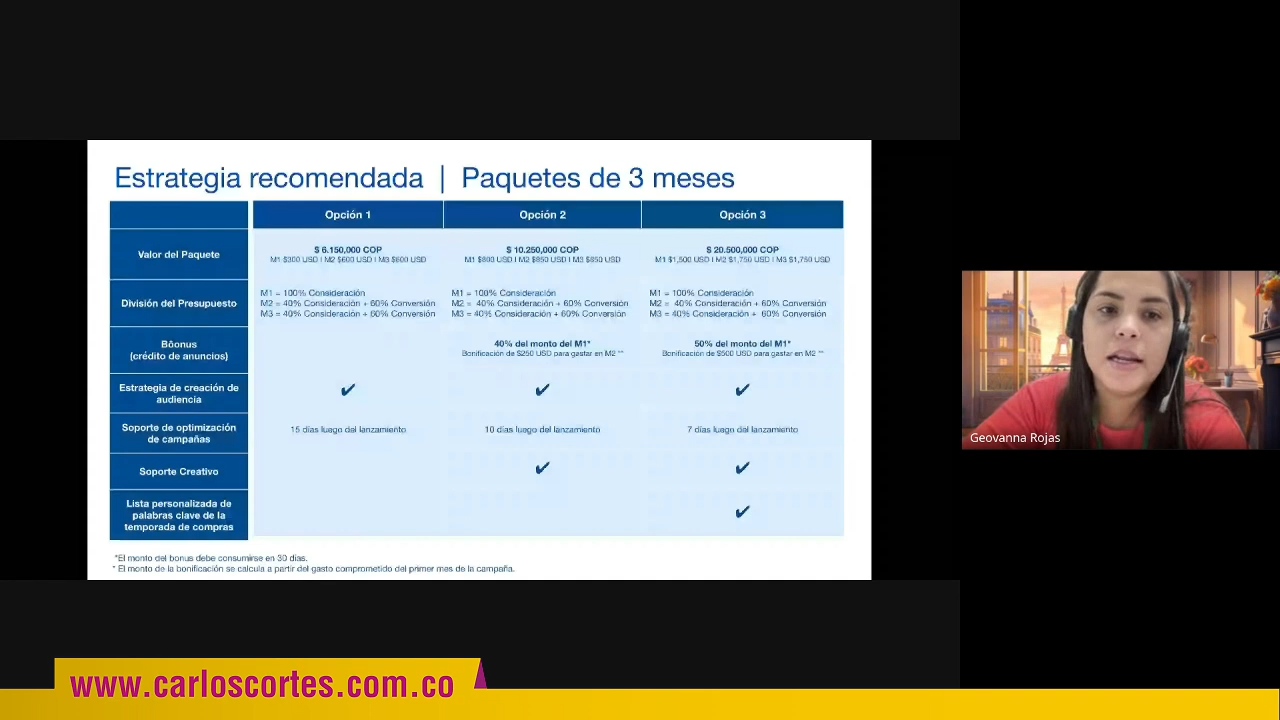 Estrategia recomendada | Paquetes de 3 meses
Opción 1
Opción 2
Opción 3
Valor del Paquete
$ 6.150,000 COP
M1 $300 USD I M2 $600 USD I M3 $600 USD
$ 10.250,000 COP
M1 $800 USD I M2 $850 USD I M3 $850 USD
$ 20.500,000 COP
M1 $1,500 USD I M2 $1,750 USD I M3 $1,750 USD
División del Presupuesto
M1 = 100% Consideración
M2 = 40% Consideración + 60% Conversión
M3 = 40% Consideración + 60% Conversión
M1 = 100% Consideración
M2 = 40% Consideración + 60% Conversión
M3 = 40% Consideración + 60% Conversión
M1 = 100% Consideración
M2 = 40% Consideración + 60% Conversión
M3 = 40% Consideración + 60% Conversión
Bõonus
(crédito de anuncios)
40% del monto del M1*
Bonificación de $250 USD para gastar en M2 **
50% del monto del M1*
Bonificación de $500 USD para gastar en M2 **
Estrategia de creación de
audiencia
✔
✔
✔
Soporte de optimización
de campañas
15 días luego del lanzamiento
10 días luego del lanzamiento
7 días luego del lanzamiento
Soporte Creativo
✔
✔
Lista personalizada de
palabras clave de la
temporada de compras
✔
*El monto del bonus debe consumirse en 30 días.
* El monto de la bonificación se calcula a partir del gasto comprometido del primer mes de la campaña.
Geovanna Rojas
www.carloscortes.com.co